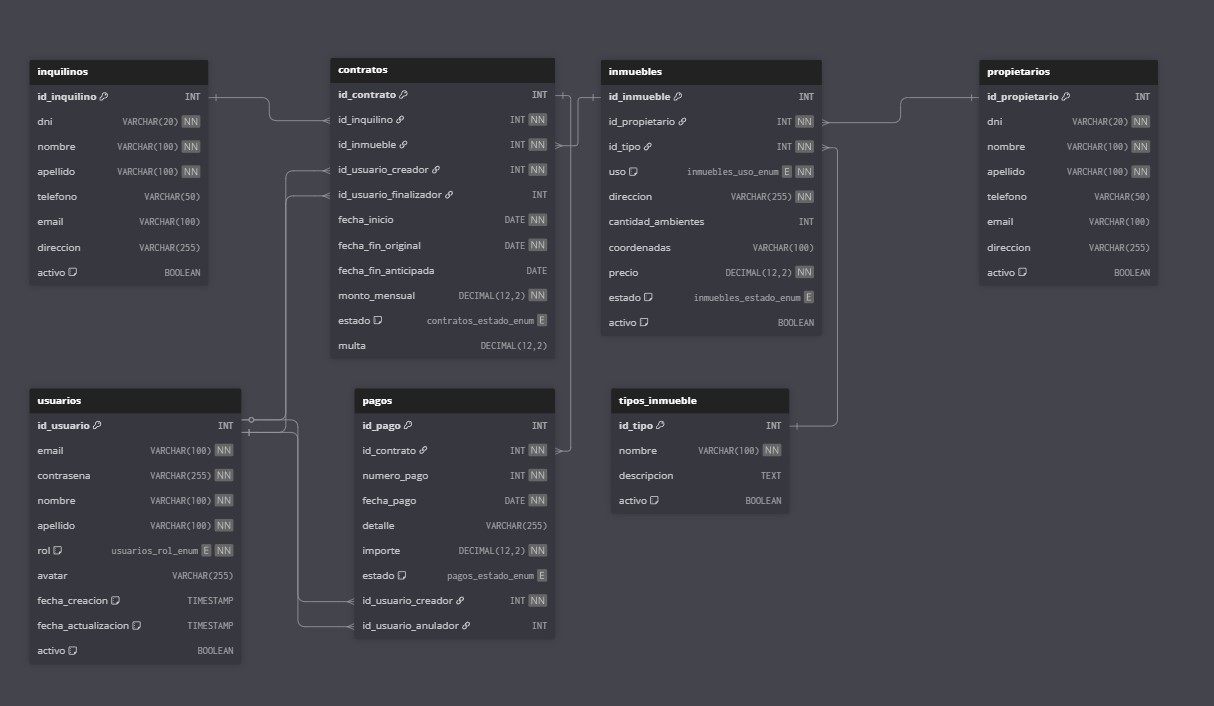 inquilinos
id_inquilino INT
dni VARCHAR(20) NN
nombre VARCHAR(100) NN
apellido VARCHAR(100) NN
telefono VARCHAR(50)
email VARCHAR(100)
direccion VARCHAR(255)
activo BOOLEAN
contratos
id_contrato INT
id_inquilino INT NN
id_inmueble INT NN
id_usuario_creador INT NN
id_usuario_finalizador INT
fecha_inicio DATE NN
fecha_fin_original DATE NN
fecha_fin_anticipada DATE
monto_mensual DECIMAL(12,2) NN
estado contratos_estado_enum E
multa DECIMAL(12,2)
inmuebles
id_inmueble INT
id_propietario INT NN
id_tipo INT NN
uso inmuebles_uso_enum E NN
direccion VARCHAR(255) NN
cantidad_ambientes INT
coordenadas VARCHAR(100)
precio DECIMAL(12,2) NN
estado inmuebles_estado_enum E
activo BOOLEAN
propietarios
id_propietario INT
dni VARCHAR(20) NN
nombre VARCHAR(100) NN
apellido VARCHAR(100) NN
telefono VARCHAR(50)
email VARCHAR(100)
direccion VARCHAR(255)
activo BOOLEAN
usuarios
id_usuario INT
email VARCHAR(100) NN
contrasena VARCHAR(255) NN
nombre VARCHAR(100) NN
apellido VARCHAR(100) NN
rol usuarios_rol_enum E NN
avatar VARCHAR(255)
fecha_creacion TIMESTAMP
fecha_actualizacion TIMESTAMP
activo BOOLEAN
pagos
id_pago INT
id_contrato INT NN
numero_pago INT NN
fecha_pago DATE NN
detalle VARCHAR(255)
importe DECIMAL(12,2) NN
estado pagos_estado_enum E
id_usuario_creador INT NN
id_usuario_anulador INT
tipos_inmueble
id_tipo INT
nombre VARCHAR(100) NN
descripcion TEXT
activo BOOLEAN